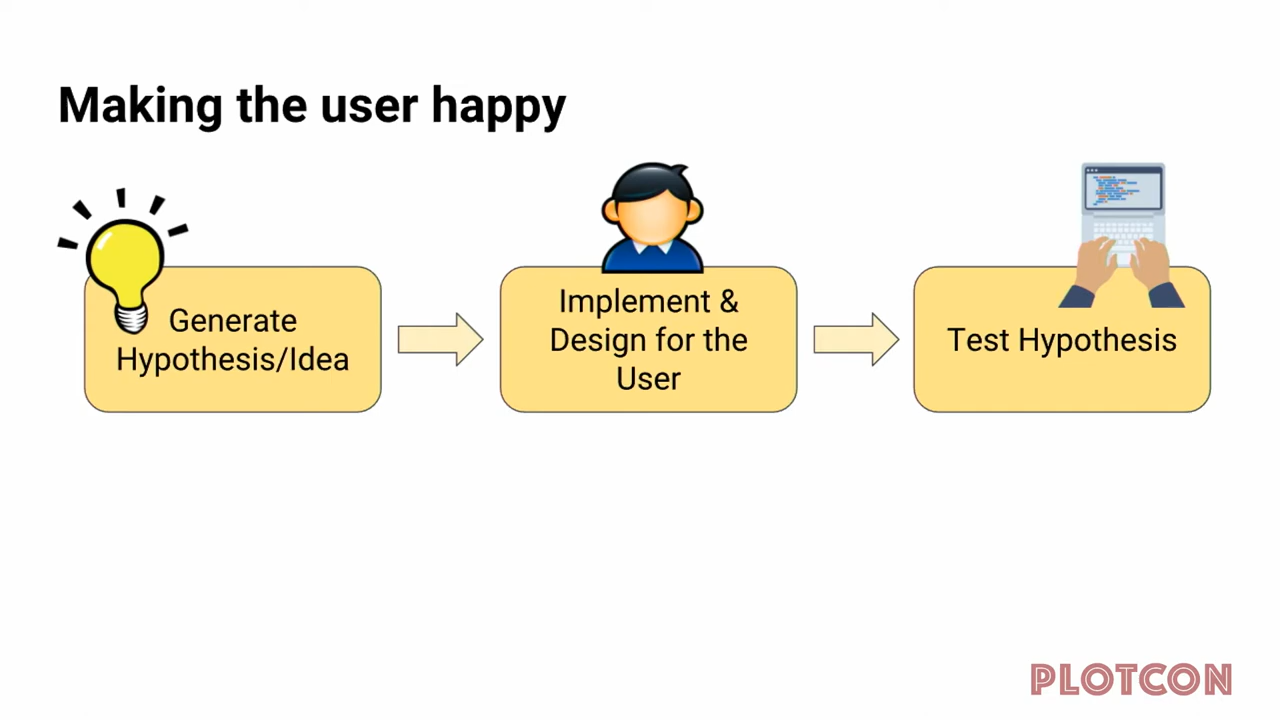 Making the user happy
Generate
Hypothesis/Idea
Implement &
Design for the
User
Test Hypothesis
PLOTCON